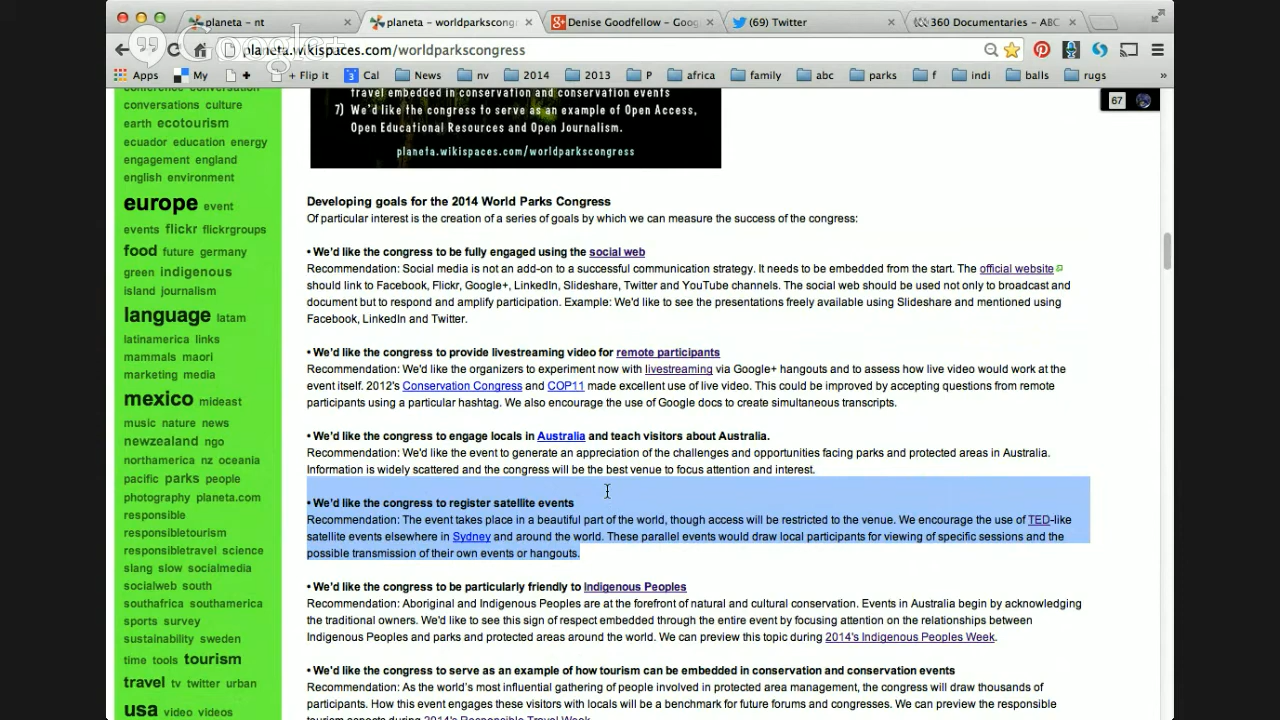 planeta - nt
planeta - worldparkscongr
Denise Goodfellow - Goog
(69) Twitter
360 Documentaries - ABC
Google+
planeta.wikispaces.com/worldparkscongress
Apps My + + Flip it 3 Cal News nv 2014 2013 P africa family abc parks f indi balls rugs »
67
conference conservation
conversations culture
earth ecotourism
ecuador education energy
engagement england
english environment
europe event
events flickr flickrgroups
food future germany
green indigenous
island journalism
language latam
latinamerica links
mammals maori
marketing media
mexico mideast
music nature news
newzealand ngo
northamerica nz oceania
pacific parks people
photography planeta.com
responsible
responsibletourism
responsibletravel science
slang slow socialmedia
socialweb south
southafrica southamerica
sports survey
sustainability sweden
time tools tourism
travel tv twitter urban
usa video videos
travel embedded in conservation and conservation events
7) We'd like the congress to serve as an example of Open Access,
Open Educational Resources and Open Journalism.
planeta.wikispaces.com/worldparkscongress
Developing goals for the 2014 World Parks Congress
Of particular interest is the creation of a series of goals by which we can measure the success of the congress:
• We'd like the congress to be fully engaged using the social web
Recommendation: Social media is not an add-on to a successful communication strategy. It needs to be embedded from the start. The official website
should link to Facebook, Flickr, Google+, LinkedIn, Slideshare, Twitter and YouTube channels. The social web should be used not only to broadcast and
document but to respond and amplify participation. Example: We'd like to see the presentations freely available using Slideshare and mentioned using
Facebook, LinkedIn and Twitter.
• We'd like the congress to provide livestreaming video for remote participants
Recommendation: We'd like the organizers to experiment now with livestreaming via Google+ hangouts and to assess how live video would work at the
event itself. 2012's Conservation Congress and COP11 made excellent use of live video. This could be improved by accepting questions from remote
participants using a particular hashtag. We also encourage the use of Google docs to create simultaneous transcripts.
• We'd like the congress to engage locals in Australia and teach visitors about Australia.
Recommendation: We'd like the event to generate an appreciation of the challenges and opportunities facing parks and protected areas in Australia.
Information is widely scattered and the congress will be the best venue to focus attention and interest.
• We'd like the congress to register satellite events
Recommendation: The event takes place in a beautiful part of the world, though access will be restricted to the venue. We encourage the use of TED-like
satellite events elsewhere in Sydney and around the world. These parallel events would draw local participants for viewing of specific sessions and the
possible transmission of their own events or hangouts.
• We'd like the congress to be particularly friendly to Indigenous Peoples
Recommendation: Aboriginal and Indigenous Peoples are at the forefront of natural and cultural conservation. Events in Australia begin by acknowledging
the traditional owners. We'd like to see this sign of respect embedded through the entire event by focusing attention on the relationships between
Indigenous Peoples and parks and protected areas around the world. We can preview this topic during 2014's Indigenous Peoples Week.
• We'd like the congress to serve as an example of how tourism can be embedded in conservation and conservation events
Recommendation: As the world's most influential gathering of people involved in protected area management, the congress will draw thousands of
participants. How this event engages these visitors with locals will be a benchmark for future forums and congresses. We can preview the responsible
tourism aspects during 2014's Responsible Travel Week.